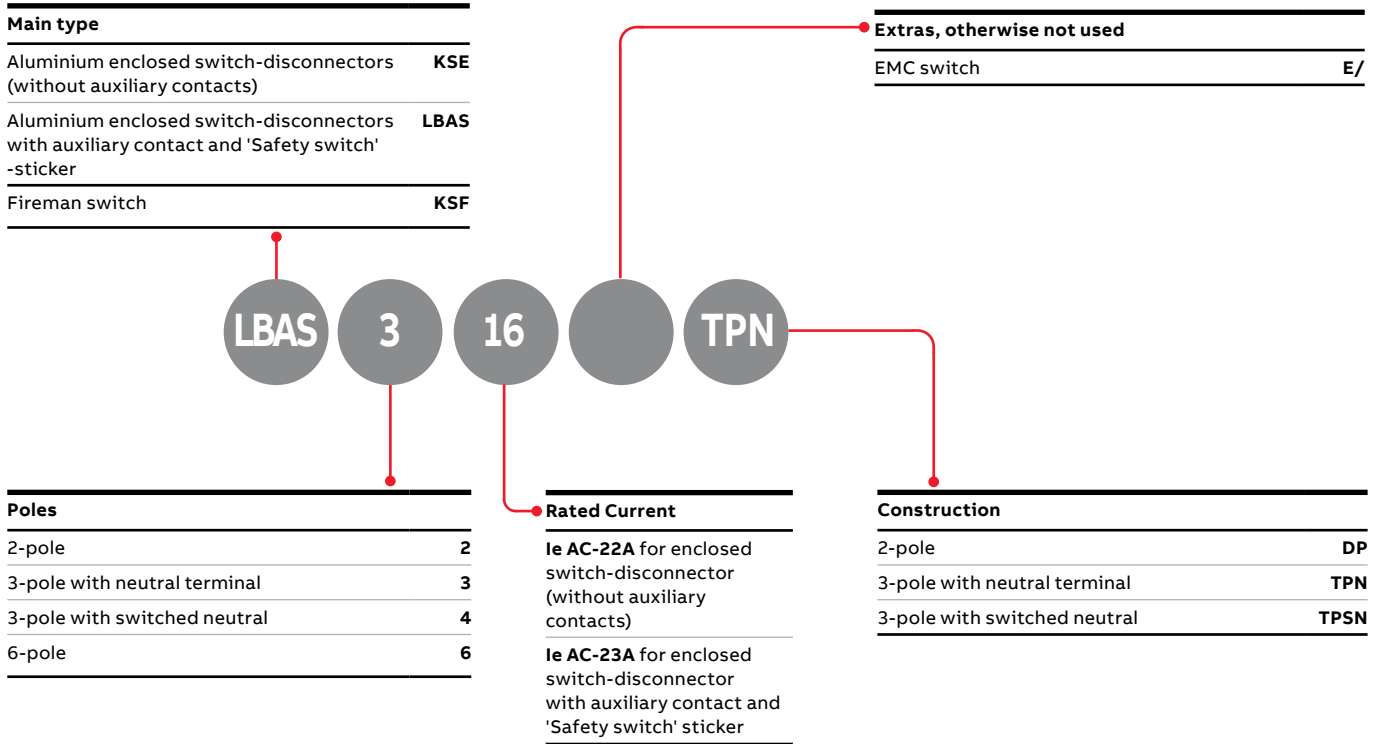 Main type
Aluminium enclosed switch-disconnectors KSE
(without auxiliary contacts)
Aluminium enclosed switch-disconnectors LBAS
with auxiliary contact and 'Safety switch'
-sticker
Fireman switch KSF
Extras, otherwise not used
EMC switch E/
LBAS 3 16 TPN
Poles
2-pole 2
3-pole with neutral terminal 3
3-pole with switched neutral 4
6-pole 6
Rated Current
Ie AC-22A for enclosed
switch-disconnector
(without auxiliary
contacts)
Ie AC-23A for enclosed
switch-disconnector
with auxiliary contact and
'Safety switch' sticker
Construction
2-pole DP
3-pole with neutral terminal TPN
3-pole with switched neutral TPSN